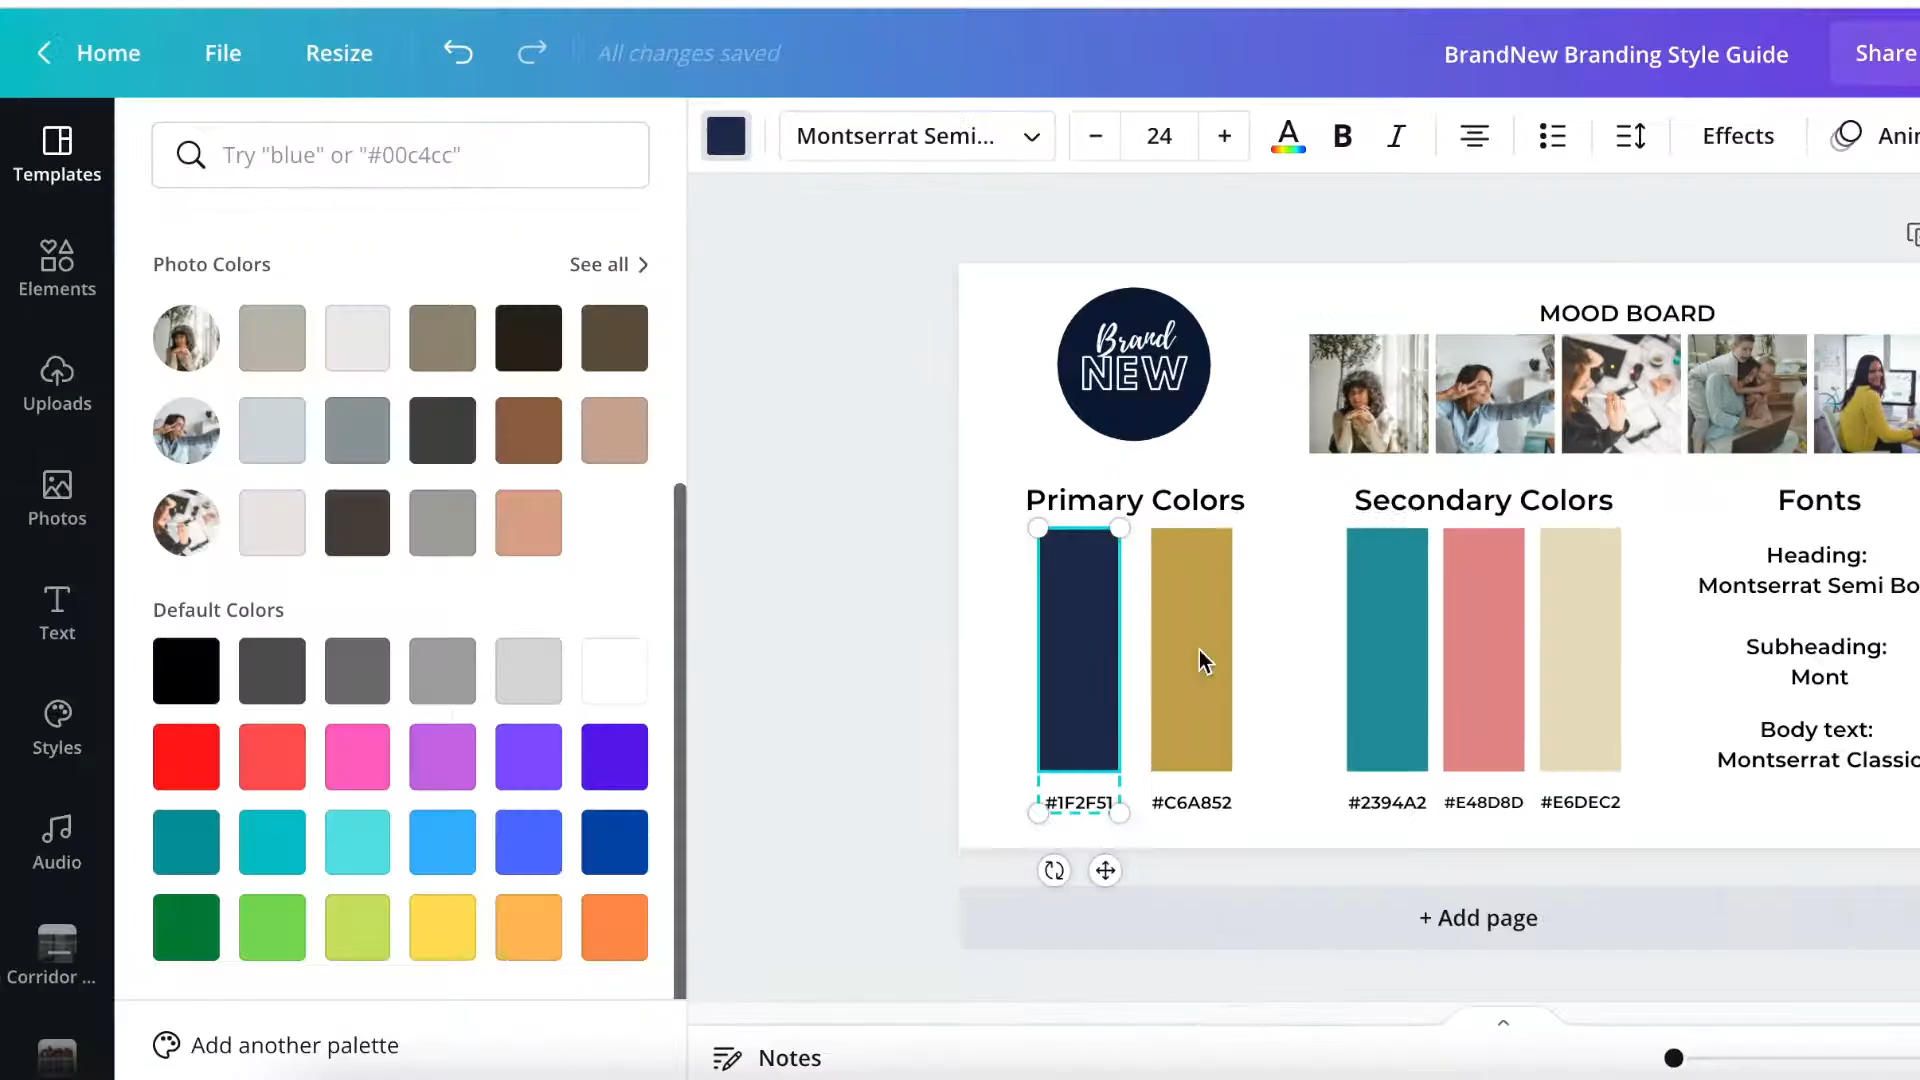 Home
File
Resize
All changes saved
BrandNew Branding Style Guide
Share
Templates
Elements
Uploads
Photos
Text
Styles
Audio
Corridor ...
Try "blue" or "#00c4cc"
Photo Colors
See all
Default Colors
Add another palette
Montserrat Semi...
24
A
B
I
Effects
Anir
Brand
NEW
MOOD BOARD
Primary Colors
#1F2F51
#C6A852
Secondary Colors
#2394A2
#E48D8D
#E6DEC2
Fonts
Heading:
Montserrat Semi Bo
Subheading:
Mont
Body text:
Montserrat Classic
+ Add page
Notes